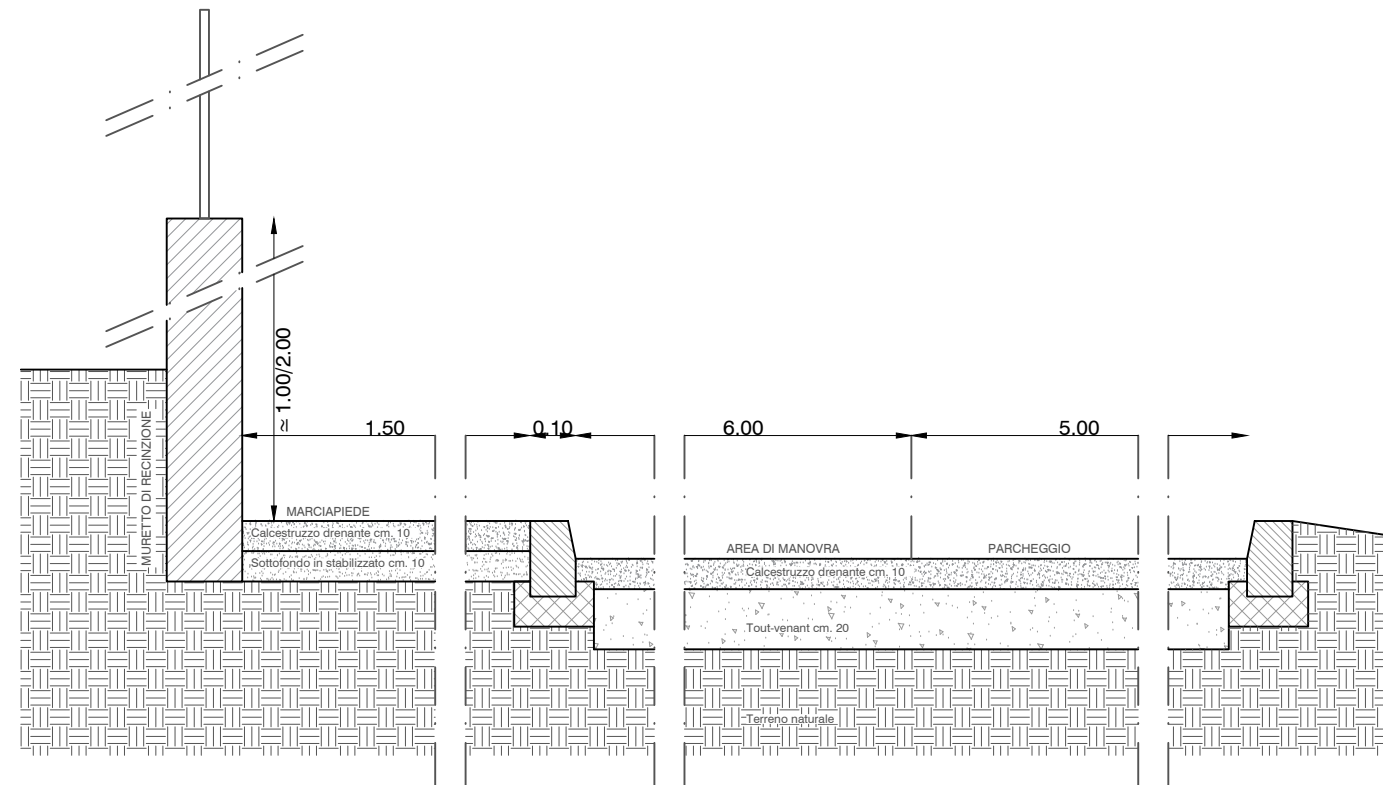 ≈ 1.00/2.00
MURETTO DI RECINZIONE
1.50
0.10
6.00
5.00
MARCIAPIEDE
Calcestruzzo drenante cm. 10
Sottofondo in stabilizzato cm. 10
AREA DI MANOVRA
PARCHEGGIO
Calcestruzzo drenante cm. 10
Tout-venant cm. 20
Terreno naturale